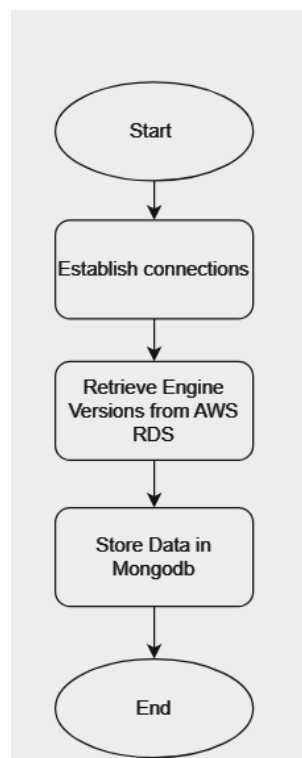 Start
Establish connections
Retrieve Engine
Versions from AWS
RDS
Store Data in
Mongodb
End